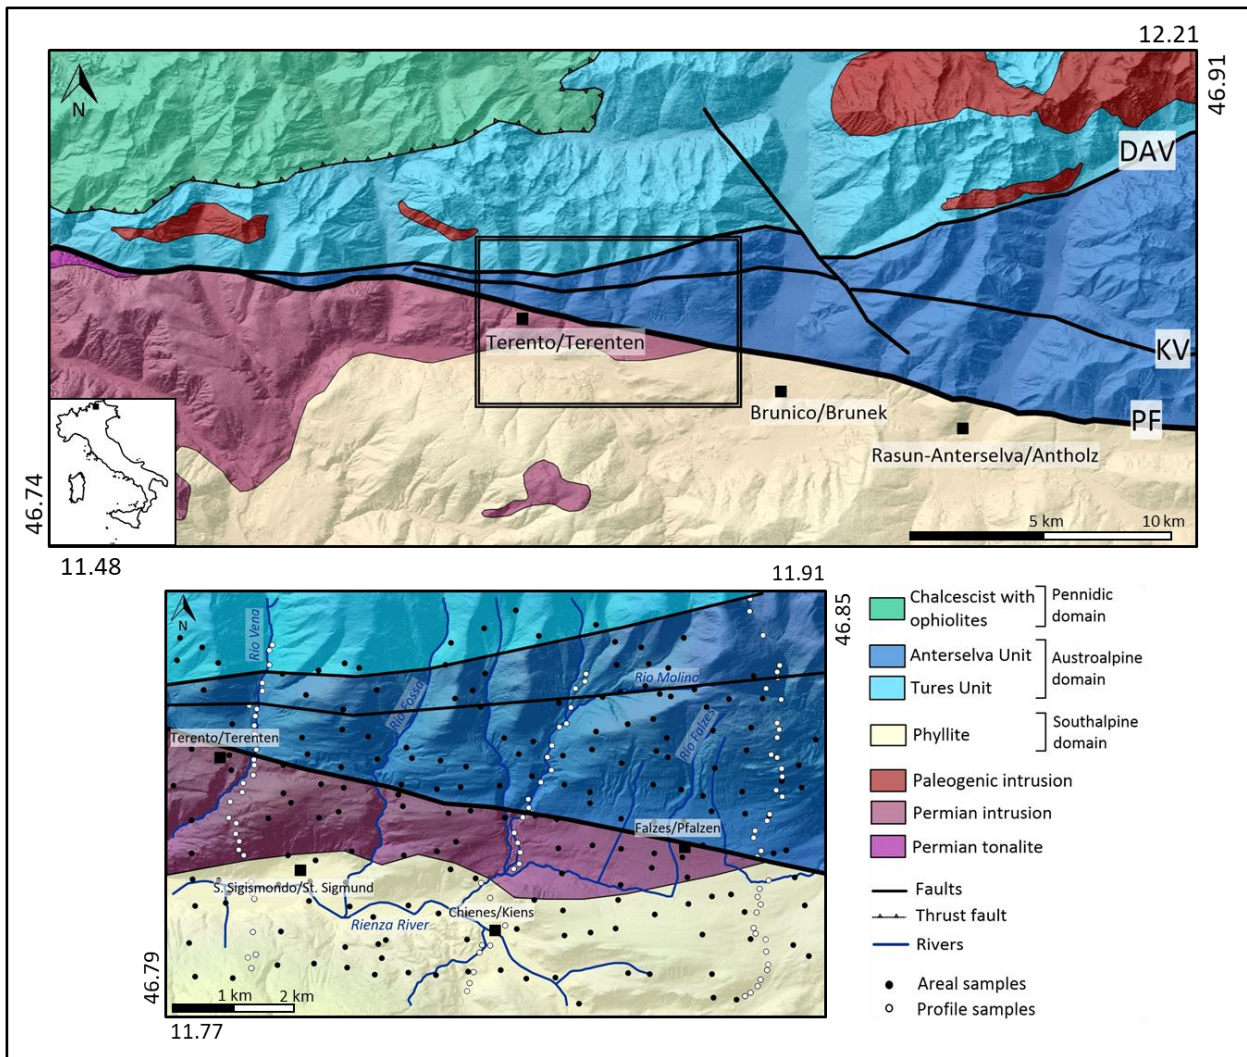 12.21
46.91
N
DAV
KV
PF
Terento/Terenten
Brunico/Brunek
Rasun-Anterselva/Antholz
5 km
10 km
46.74
11.48
11.91
46.85
N
Rio Vena
Rio Fossa
Rio Molino
Rio Falzes
Terento/Terenten
Falzes/Pfalzen
S. Sigismondo/St. Sigmund
Chienes/Kiens
Rienza River
1 km
2 km
46.79
11.77
Chalcescist with
ophiolites
Pennidic
domain
Anterselva Unit
Tures Unit
Austroalpine
domain
Phyllite
Southalpine
domain
Paleogenic intrusion
Permian intrusion
Permian tonalite
Faults
Thrust fault
Rivers
Areal samples
Profile samples